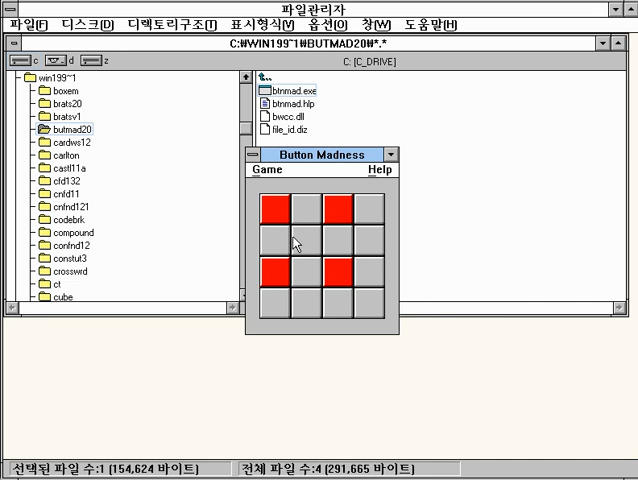 파일관리자
파일(F) 디스크(D) 디렉토리구조(T) 표시형식(V) 옵션(O) 창(W) 도움말(H)
C:₩WIN199~1₩BUTMAD20₩*.*
c d z C: [C_DRIVE]
win199~1
boxem
brats20
bratsv1
butmad20
cardws12
carlton
castl11a
cfd132
cnfd11
cnfnd121
codebrk
compound
confnd12
constut3
crosswrd
ct
cube
btnmad.exe
btnmad.hlp
bwcc.dll
file_id.diz
Button Madness
Game Help
선택된 파일 수:1 (154,624 바이트) 전체 파일 수:4 (291,665 바이트)